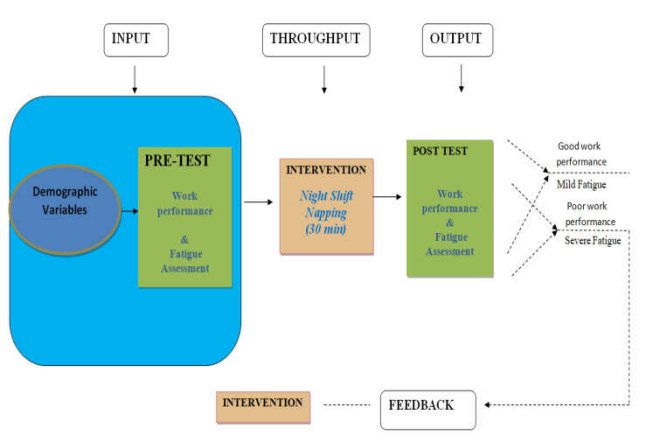 INPUT
THROUGHPUT
OUTPUT
Demographic
Variables
PRE-TEST
Work
performance
&
Fatigue
Assessment
INTERVENTION
Night Shift
Napping
(30 min)
POST TEST
Work
performance
&
Fatigue
Assessment
Good work
performance
Mild Fatigue
Poor work
performance
Severe Fatigue
INTERVENTION
FEEDBACK